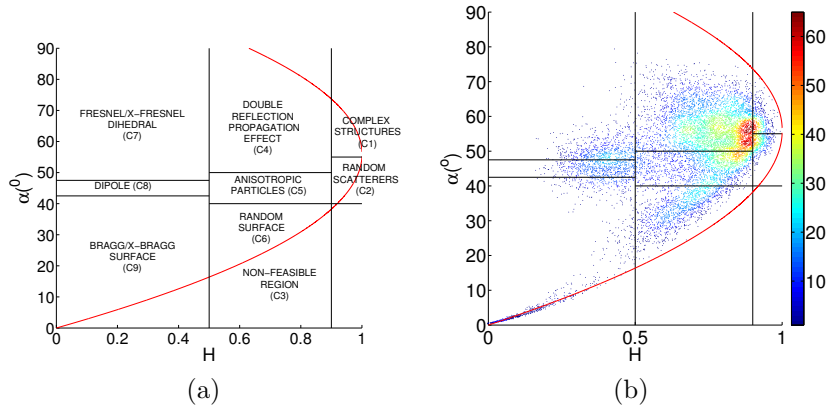 90
80
70
60
50
40
30
20
10
0
α(⁰)
0
0.2
0.4
0.6
0.8
1
H
FRESNEL/X−FRESNEL
DIHEDRAL
(C7)
DOUBLE
REFLECTION
PROPAGATION
EFFECT
(C4)
COMPLEX
STRUCTURES
(C1)
DIPOLE (C8)
ANISOTROPIC
PARTICLES (C5)
RANDOM
SCATTERERS
(C2)
BRAGG/X−BRAGG
SURFACE
(C9)
RANDOM
SURFACE
(C6)
NON−FEASIBLE
REGION
(C3)
(a)
90
80
70
60
50
40
30
20
10
0
α(º)
0
0.5
1
H
60
50
40
30
20
10
(b)